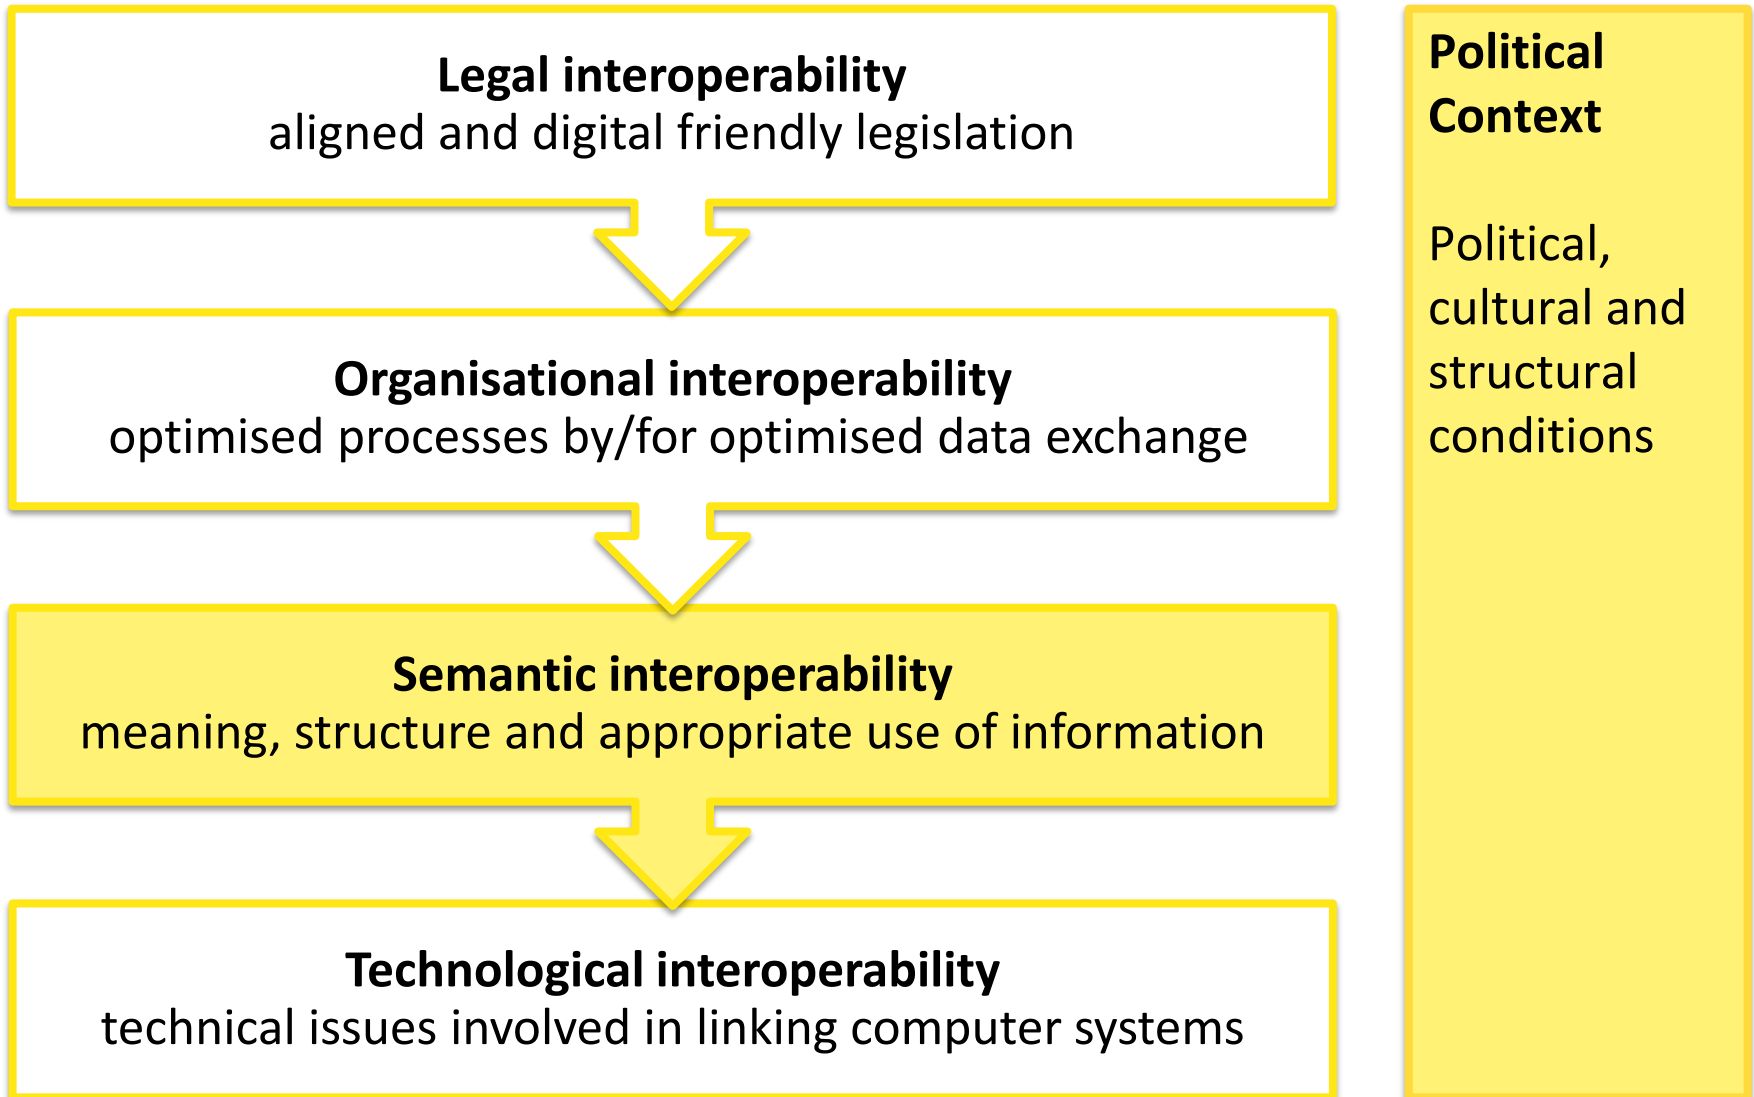 Legal interoperability
aligned and digital friendly legislation
Organisational interoperability
optimised processes by/for optimised data exchange
Semantic interoperability
meaning, structure and appropriate use of information
Technological interoperability
technical issues involved in linking computer systems
Political
Context
Political,
cultural and
structural
conditions